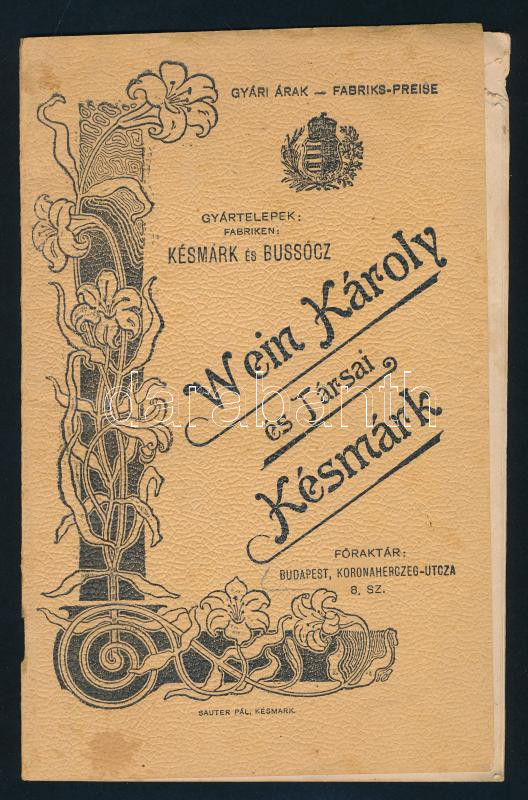 GYÁRI ÁRAK — FABRIKS-PREISE
GYÁRTELEPEK:
FABRIKEN:
KÉSMÁRK ÉS BUSSÓCZ
Wein Károly
és Társai
Késmárk
FŐRAKTÁR:
BUDAPEST, KORONAHERCZEG-UTCZA
8. SZ.
SAUTER PÁL, KÉSMÁRK.
darabanth